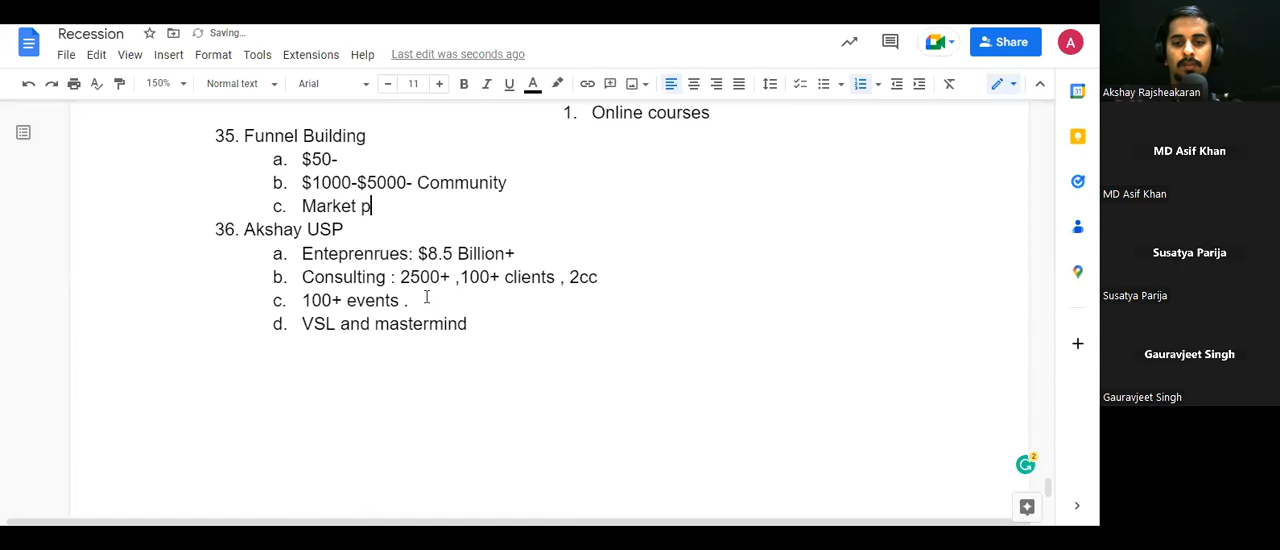 Recession
Saving...
File Edit View Insert Format Tools Extensions Help Last edit was seconds ago
Share
A
150% Normal text Arial 11 B I U A
1. Online courses
35. Funnel Building
a. $50-
b. $1000-$5000- Community
c. Market p
36. Akshay USP
a. Enteprenrues: $8.5 Billion+
b. Consulting : 2500+ ,100+ clients , 2cc
c. 100+ events .
d. VSL and mastermind
2
Akshay Rajsheakaran
MD Asif Khan
MD Asif Khan
Susatya Parija
Susatya Parija
Gauravjeet Singh
Gauravjeet Singh